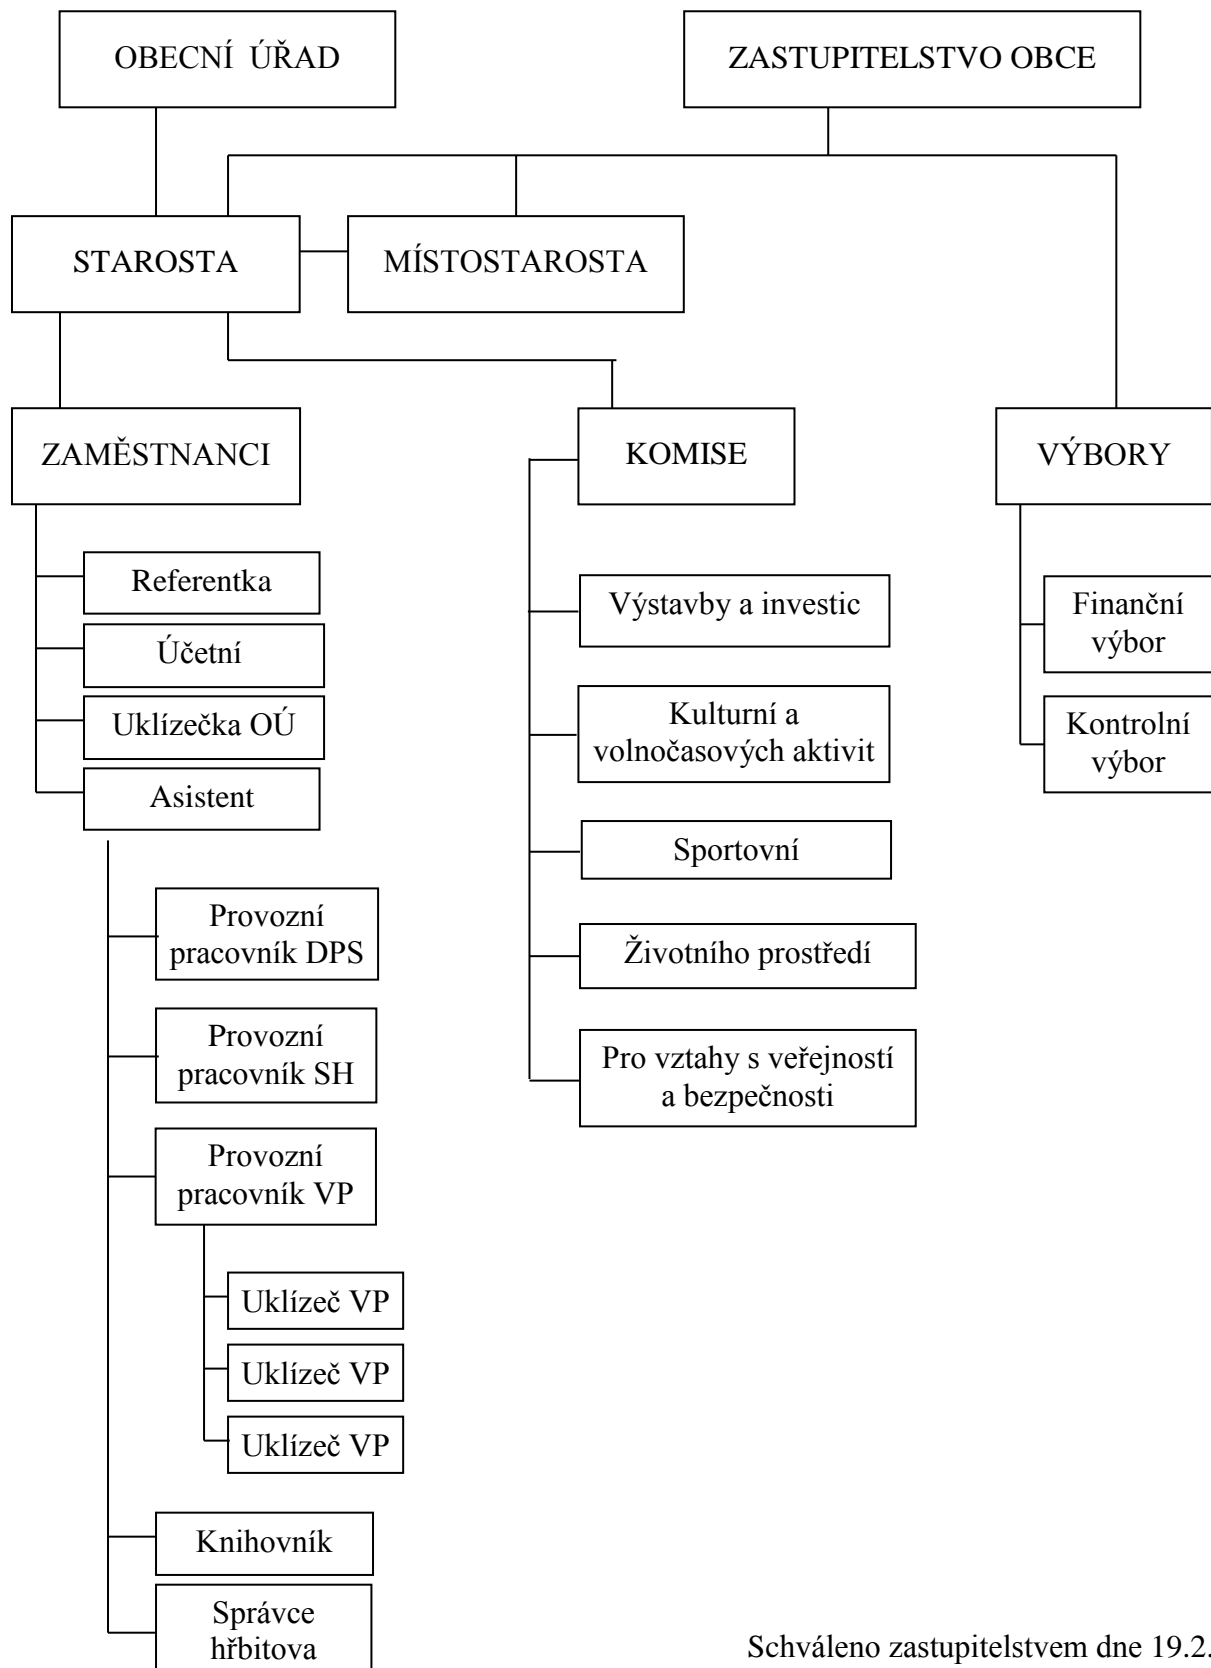 OBECNÍ ÚŘAD
ZASTUPITELSTVO OBCE
STAROSTA
MÍSTOSTAROSTA
ZAMĚSTNANCI
KOMISE
VÝBORY
Referentka
Účetní
Uklízečka OÚ
Asistent
Provozní
pracovník DPS
Provozní
pracovník SH
Provozní
pracovník VP
Uklízeč VP
Uklízeč VP
Uklízeč VP
Knihovník
Správce
hřbitova
Výstavby a investic
Kulturní a
volnočasových aktivit
Sportovní
Životního prostředí
Pro vztahy s veřejností
a bezpečnosti
Finanční
výbor
Kontrolní
výbor
Schváleno zastupitelstvem dne 19.2.